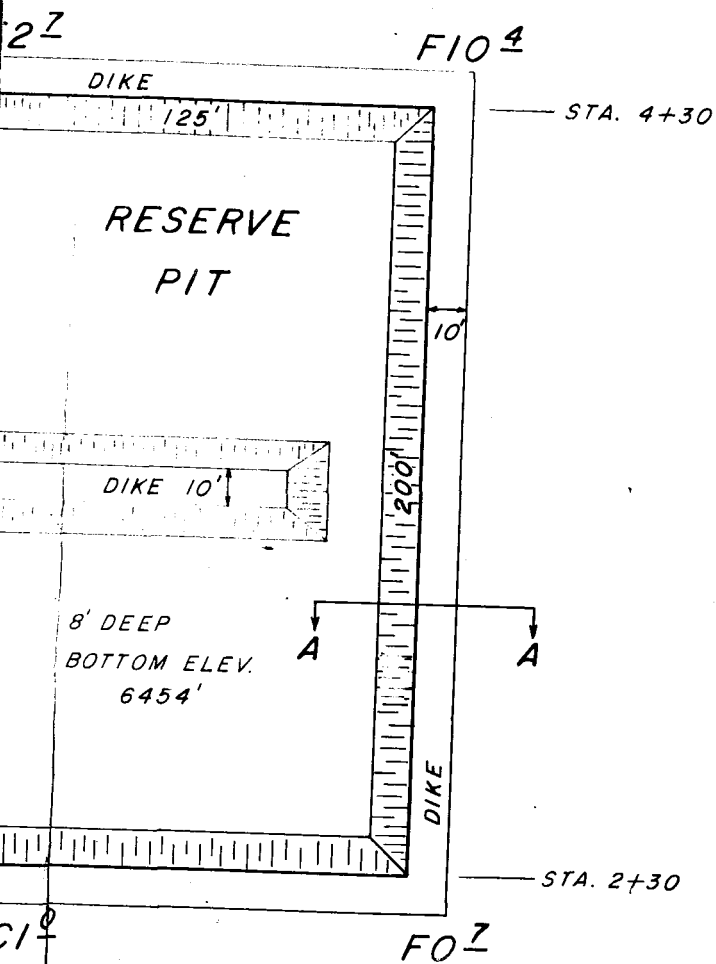 2 7
F10 4
DIKE
125'
STA. 4+30
RESERVE
PIT
10'
DIKE 10'
200'
8' DEEP
BOTTOM ELEV.
6454'
A
A
DIKE
STA. 2+30
C1 0
F0 7